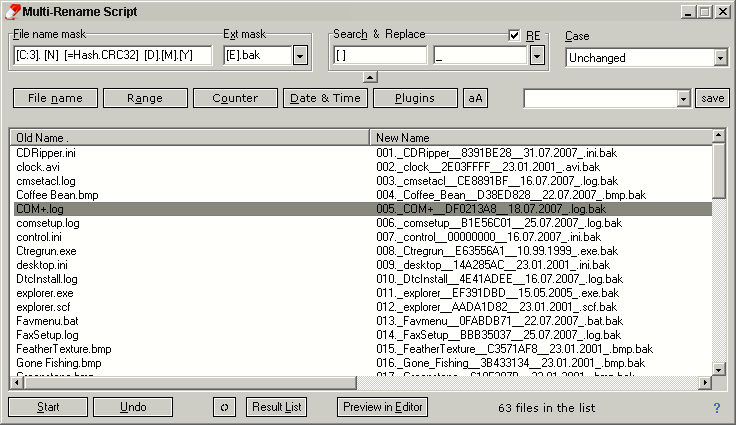 Multi-Rename Script
File name mask Ext mask Search & Replace RE Case
[C:3]. [N] [=Hash.CRC32] [D].[M].[Y] [E].bak [ ] _ Unchanged
File name Range Counter Date & Time Plugins aA save
Old Name . New Name
CDRipper.ini 001._CDRipper__8391BE28__31.07.2007_.ini.bak
clock.avi 002._clock__2E03FFFF__23.01.2001_.avi.bak
cmsetacl.log 003._cmsetacl__CE8891BF__16.07.2007_.log.bak
Coffee Bean.bmp 004._Coffee_Bean__D38ED828__22.07.2007_.bmp.bak
COM+.log 005._COM+__DF0213A8__18.07.2007_.log.bak
comsetup.log 006._comsetup__B1E56C01__25.07.2007_.log.bak
control.ini 007._control__00000000__16.07.2007_.ini.bak
Ctregrun.exe 008._Ctregrun__E63556A1__10.99.1999_.exe.bak
desktop.ini 009._desktop__14A285AC__23.01.2001_.ini.bak
DtcInstall.log 010._DtcInstall__4E41ADEE__16.07.2007_.log.bak
explorer.exe 011._explorer__EF391DBD__15.05.2005_.exe.bak
explorer.scf 012._explorer__AADA1D82__23.01.2001_.scf.bak
Favmenu.bat 013._Favmenu__0FABDB71__22.07.2007_.bat.bak
FaxSetup.log 014._FaxSetup__BBB35037__25.07.2007_.log.bak
FeatherTexture.bmp 015._FeatherTexture__C3571AF8__23.01.2001_.bmp.bak
Gone Fishing.bmp 016._Gone_Fishing__3B433134__23.01.2001_.bmp.bak
Start Undo Result List Preview in Editor 63 files in the list ?